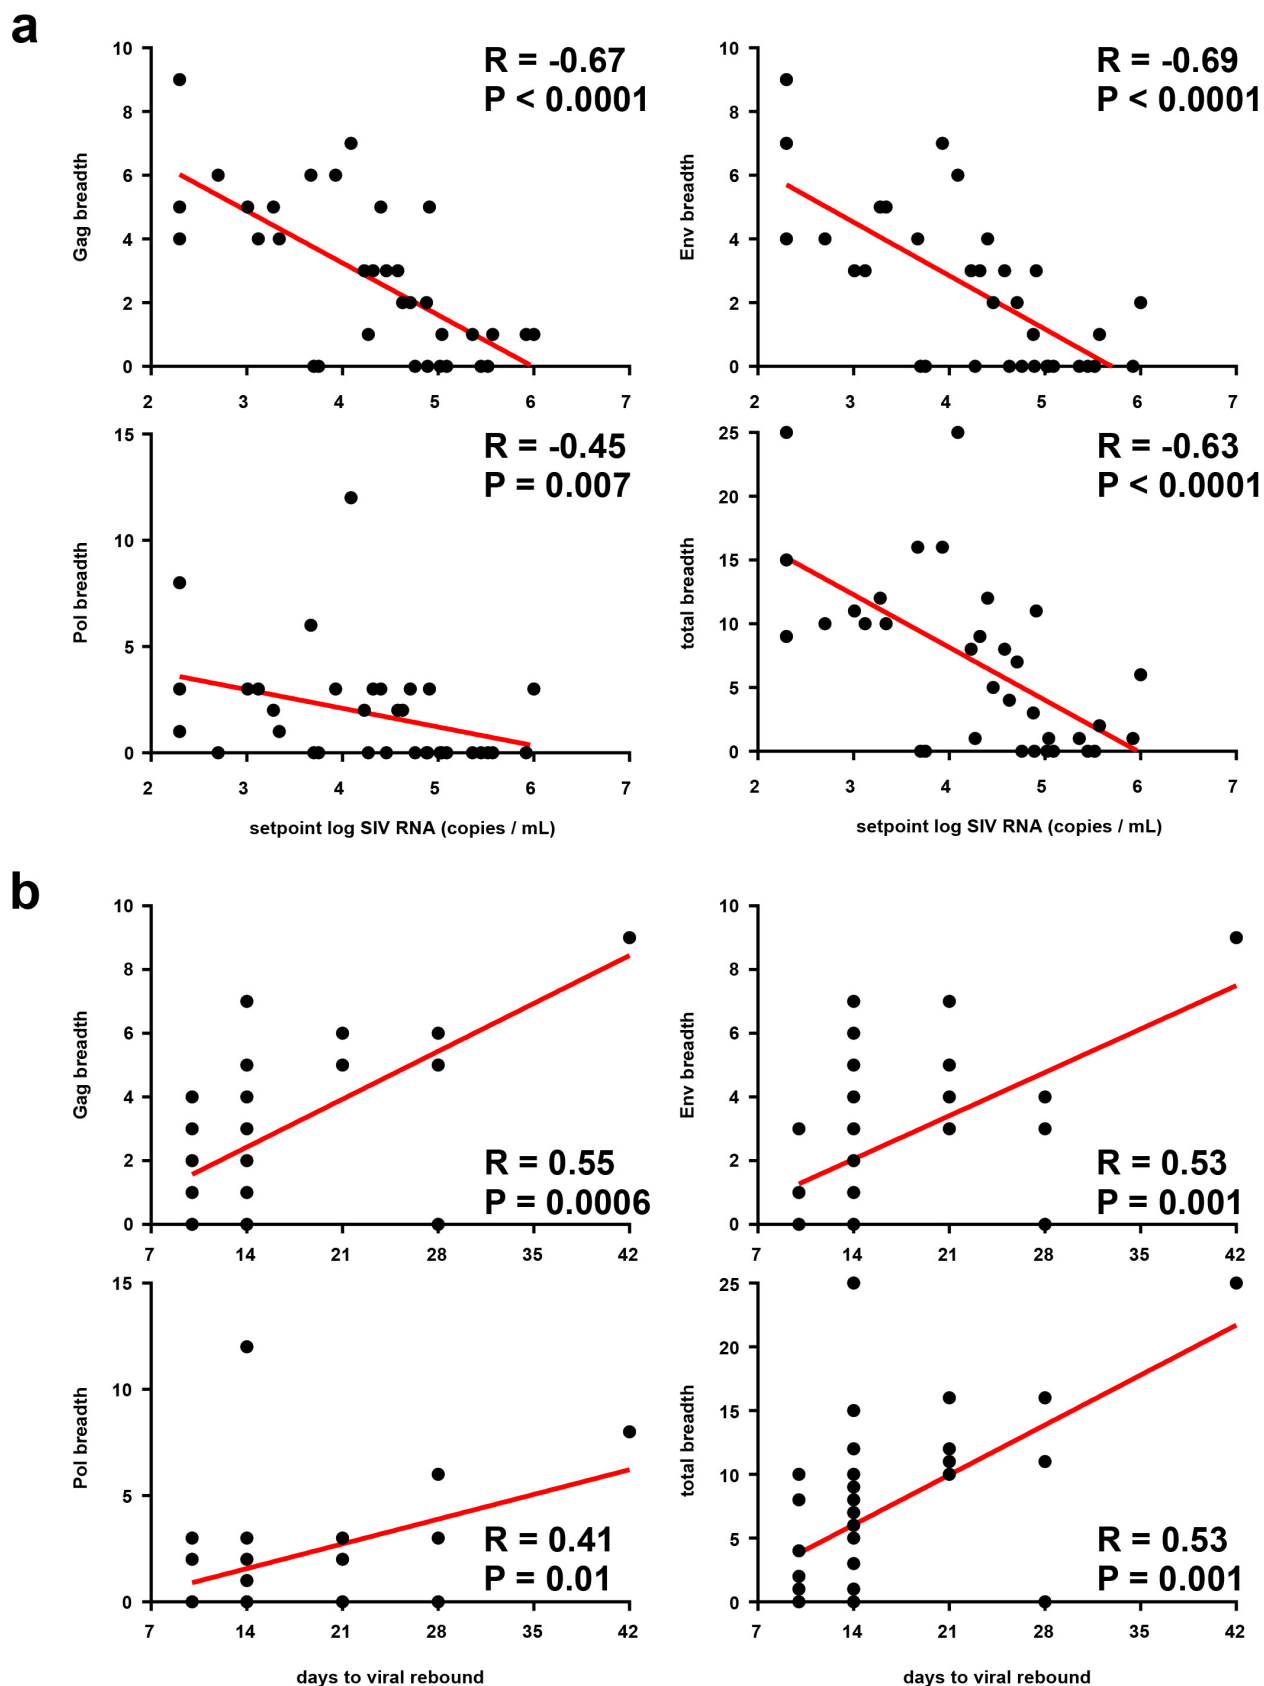 a
R = -0.67
P < 0.0001
Gag breadth
10
8
6
4
2
0
2 3 4 5 6 7
R = -0.69
P < 0.0001
Env breadth
10
8
6
4
2
0
2 3 4 5 6 7
R = -0.45
P = 0.007
Pol breadth
15
10
5
0
2 3 4 5 6 7
setpoint log SIV RNA (copies / mL)
R = -0.63
P < 0.0001
total breadth
25
20
15
10
5
0
2 3 4 5 6 7
setpoint log SIV RNA (copies / mL)
b
Gag breadth
10
8
6
4
2
0
R = 0.55
P = 0.0006
7 14 21 28 35 42
Env breadth
10
8
6
4
2
0
R = 0.53
P = 0.001
7 14 21 28 35 42
Pol breadth
15
10
5
0
R = 0.41
P = 0.01
7 14 21 28 35 42
days to viral rebound
total breadth
25
20
15
10
5
0
R = 0.53
P = 0.001
7 14 21 28 35 42
days to viral rebound